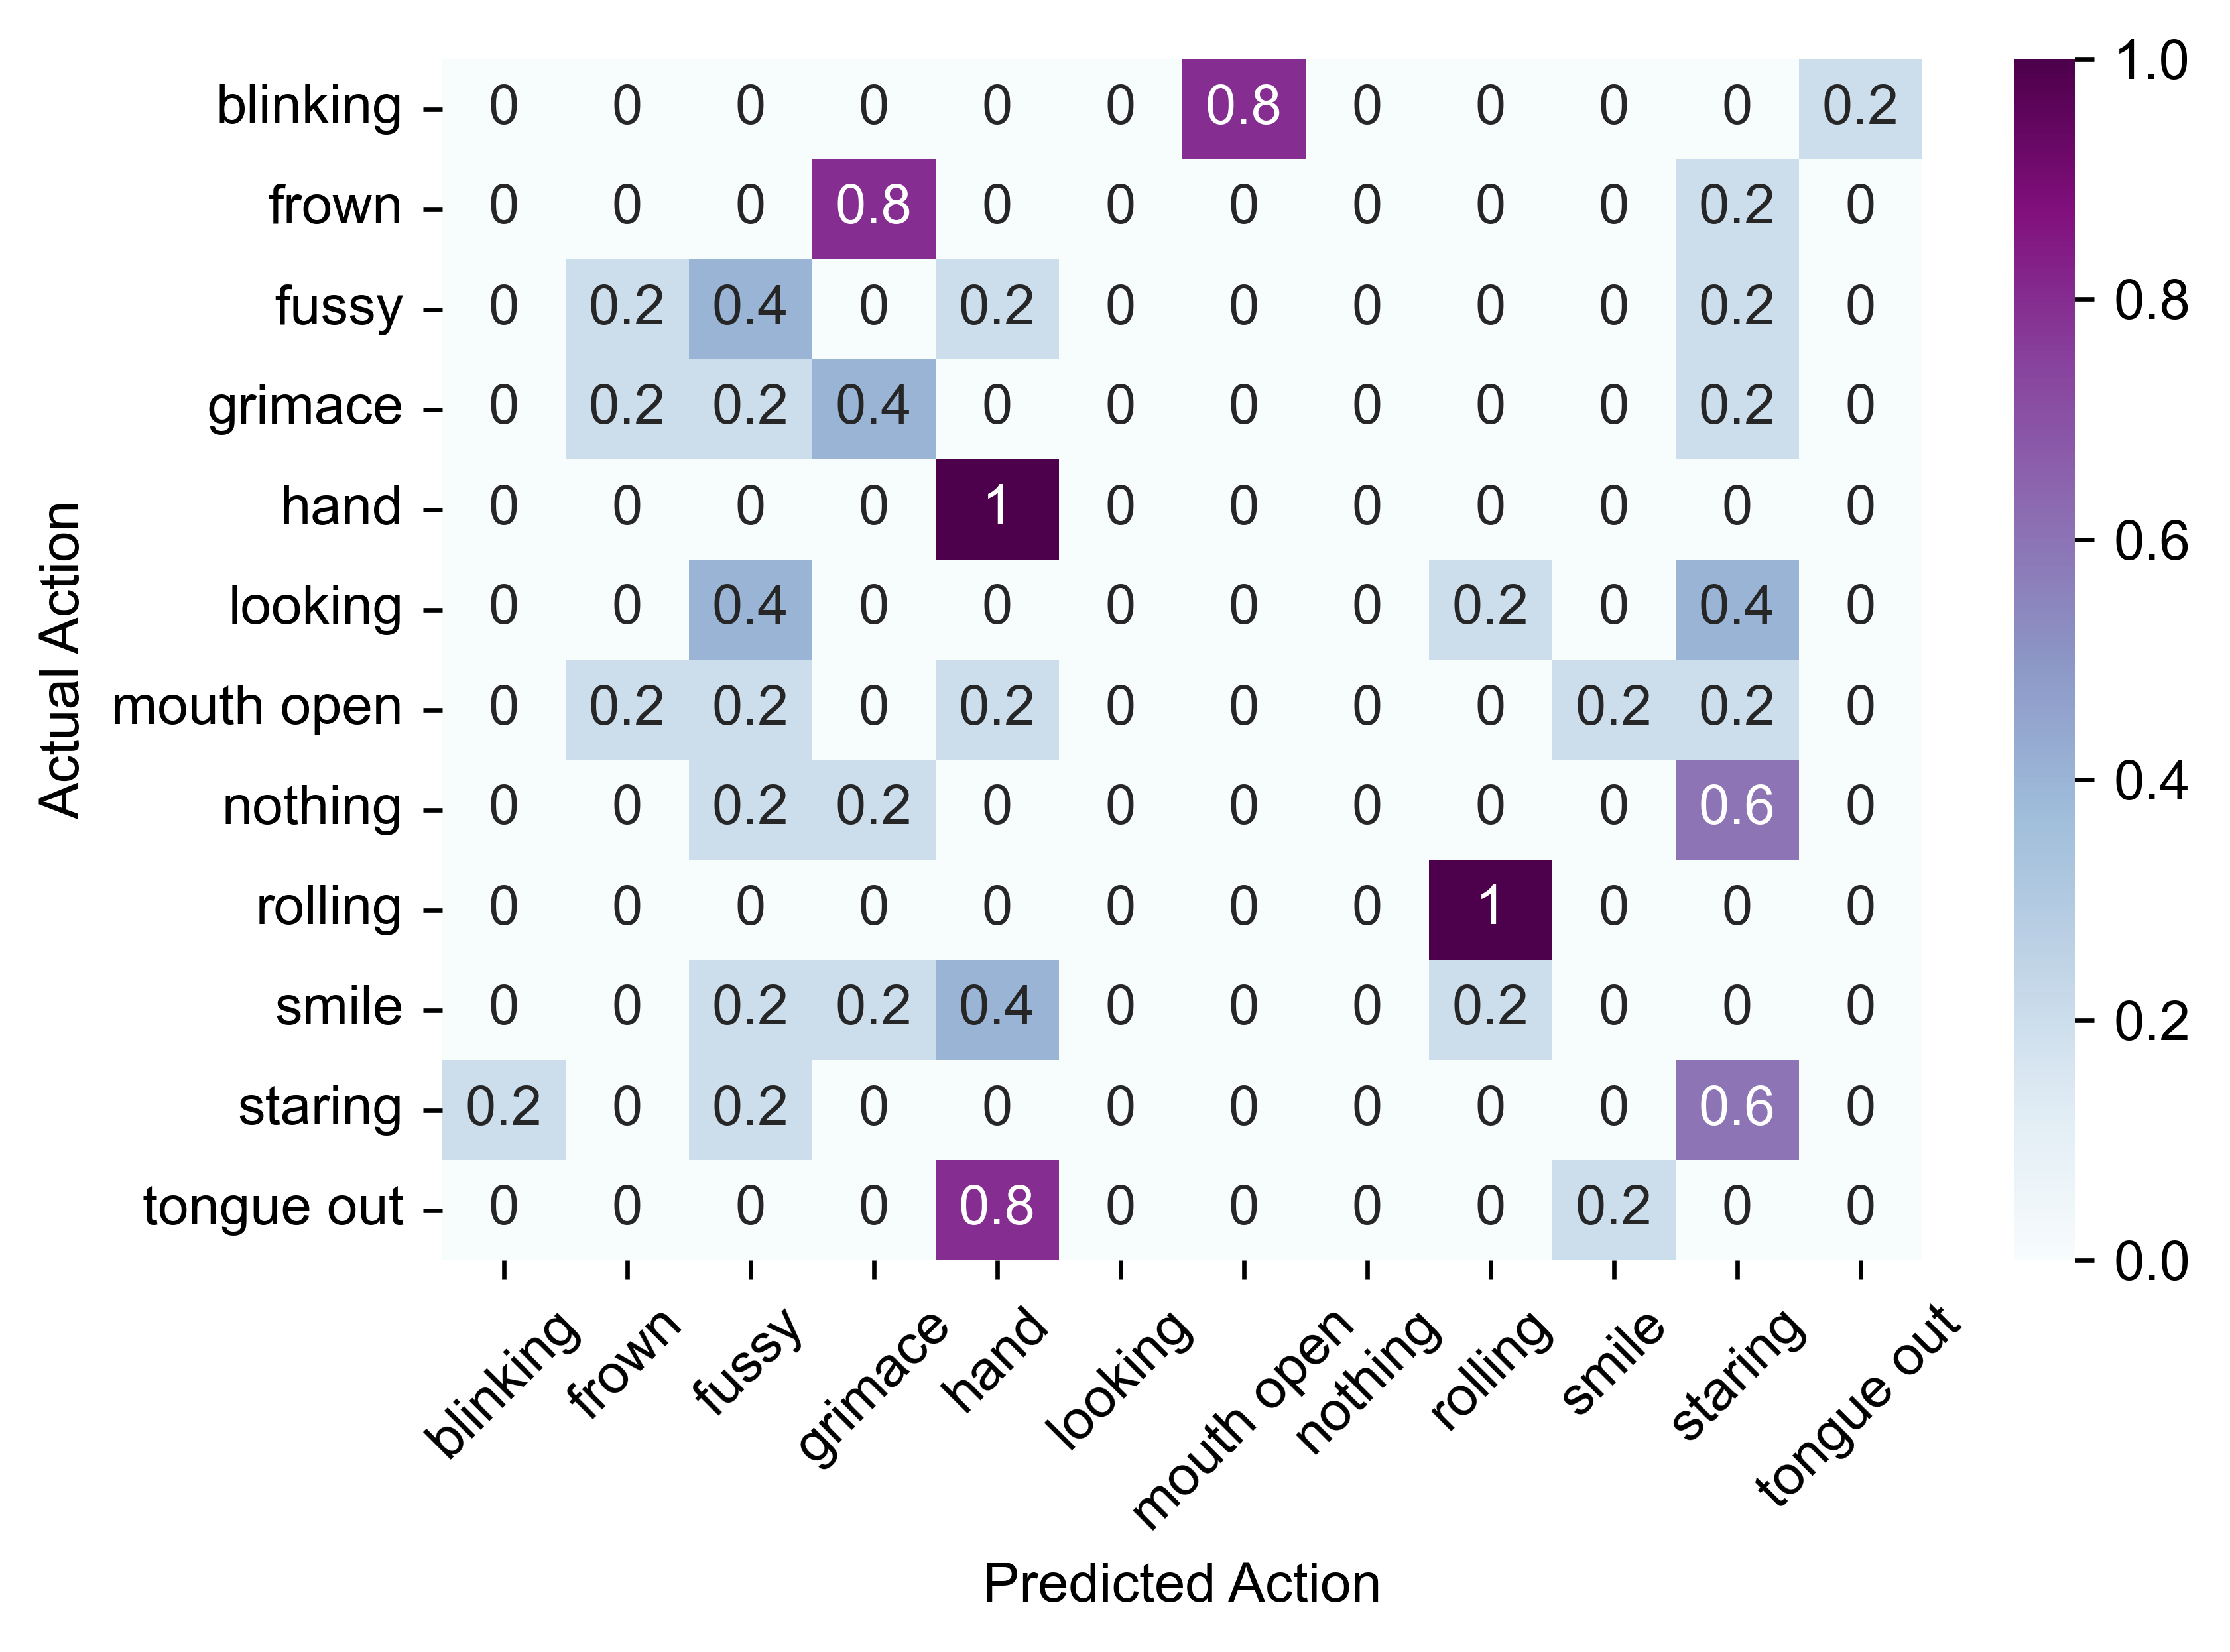 blinking 0 0 0 0 0 0 0.8 0 0 0 0 0.2
frown 0 0 0 0.8 0 0 0 0 0 0 0.2 0
fussy 0 0.2 0.4 0 0.2 0 0 0 0 0 0.2 0
grimace 0 0.2 0.2 0.4 0 0 0 0 0 0 0.2 0
hand 0 0 0 0 1 0 0 0 0 0 0 0
looking 0 0 0.4 0 0 0 0 0 0.2 0 0.4 0
mouth open 0 0.2 0.2 0 0.2 0 0 0 0 0.2 0.2 0
nothing 0 0 0.2 0.2 0 0 0 0 0 0 0.6 0
rolling 0 0 0 0 0 0 0 0 1 0 0 0
smile 0 0 0.2 0.2 0.4 0 0 0 0.2 0 0 0
staring 0.2 0 0.2 0 0 0 0 0 0 0 0.6 0
tongue out 0 0 0 0 0.8 0 0 0 0 0.2 0 0
Actual Action
blinking frown fussy grimace hand looking mouth open nothing rolling smile staring tongue out
Predicted Action
1.0
0.8
0.6
0.4
0.2
0.0